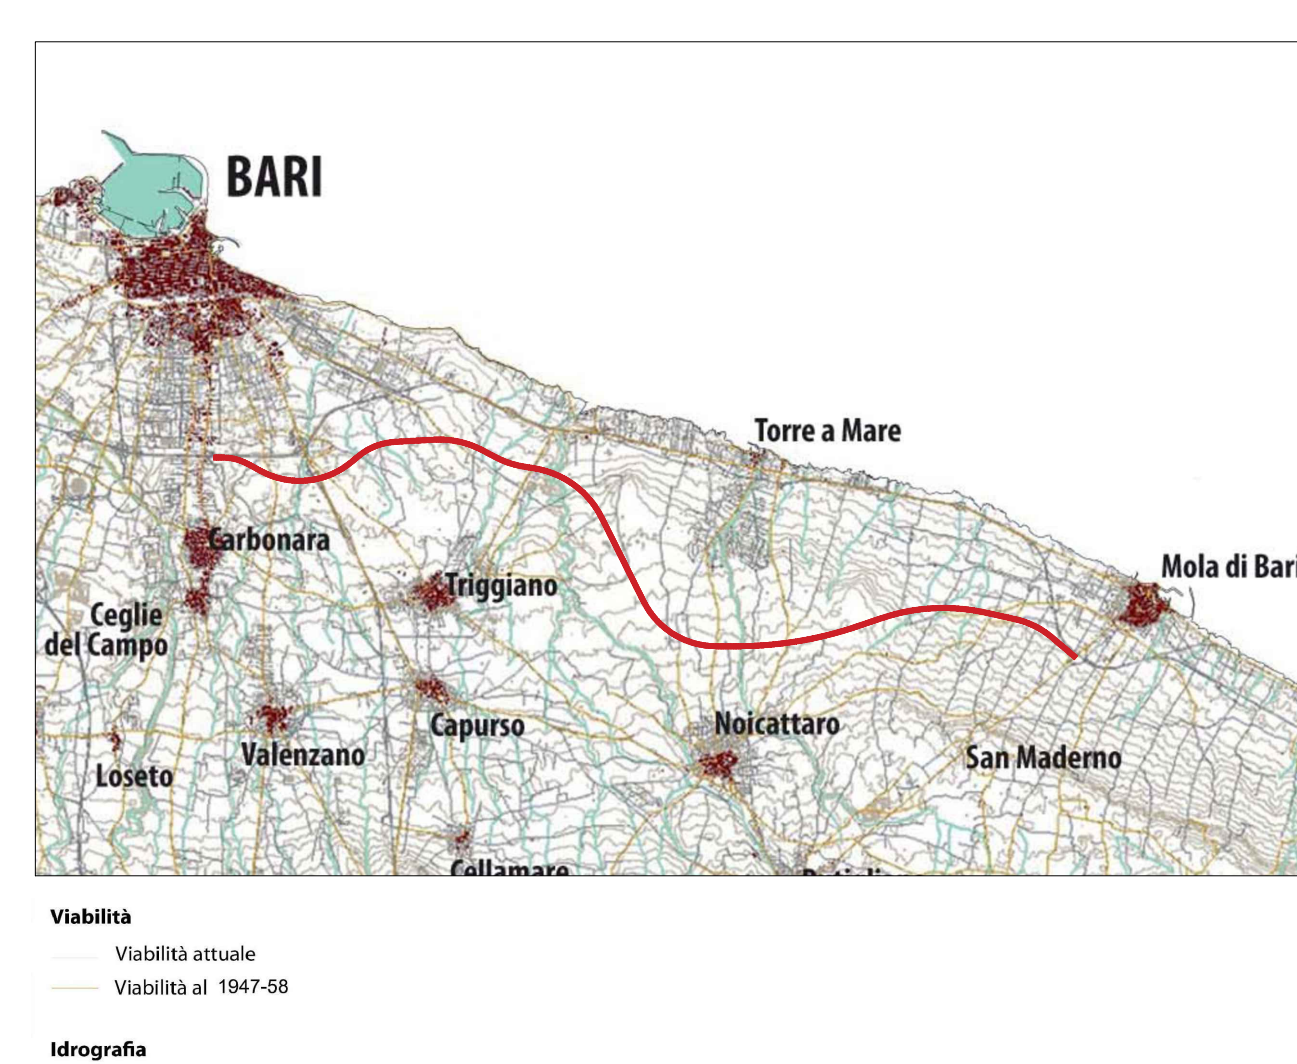 BARI
Torre a Mare
Mola di Bari
Carbonara
Triggiano
Ceglie
del Campo
Capurso
Noicattaro
Valenzano
San Maderno
Loseto
Cellamare
Viabilità
Viabilità attuale
Viabilità al 1947-58
Idrografia